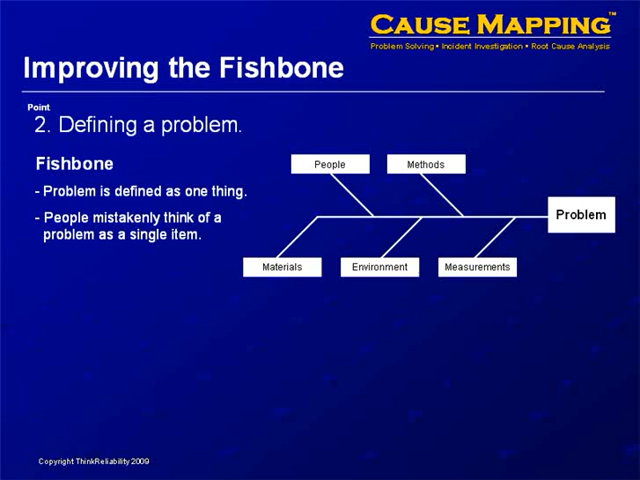 CAUSE MAPPING™
Problem Solving • Incident Investigation • Root Cause Analysis
Improving the Fishbone
Point
2. Defining a problem.
Fishbone
- Problem is defined as one thing.
- People mistakenly think of a
problem as a single item.
People
Methods
Problem
Materials
Environment
Measurements
Copyright ThinkReliability 2009